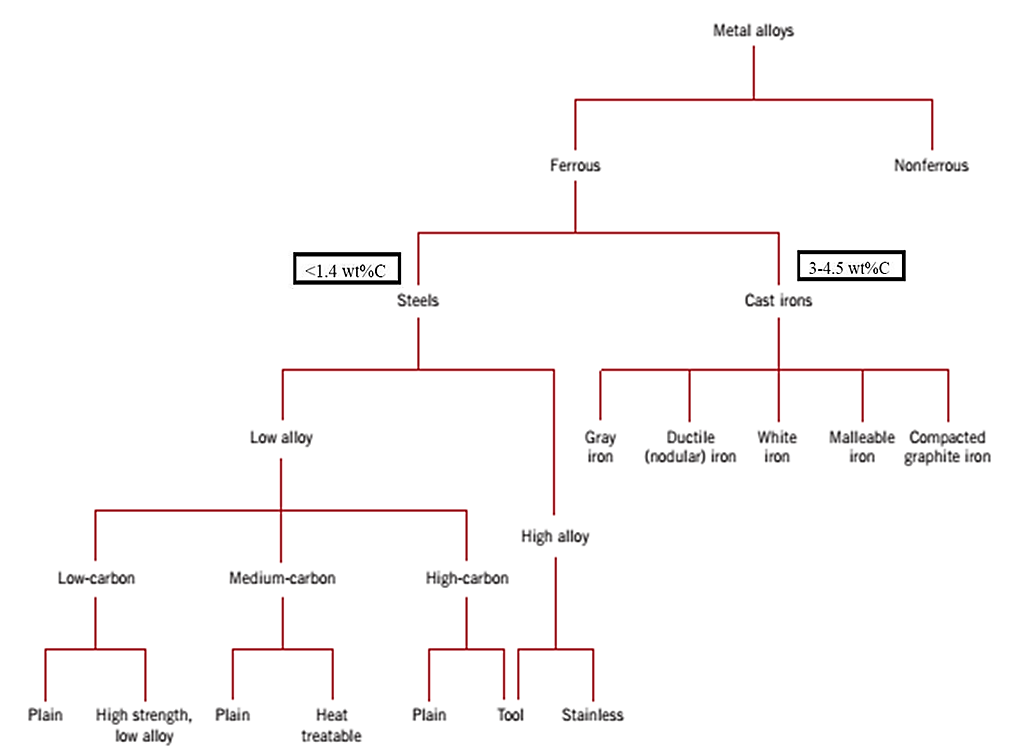 Metal alloys
Ferrous
Nonferrous
<1.4 wt%C
3-4.5 wt%C
Steels
Cast irons
Low alloy
Gray
iron
Ductile
(nodular) iron
White
iron
Malleable
iron
Compacted
graphite iron
High alloy
Low-carbon
Medium-carbon
High-carbon
Plain
High strength,
low alloy
Plain
Heat
treatable
Plain
Tool
Stainless